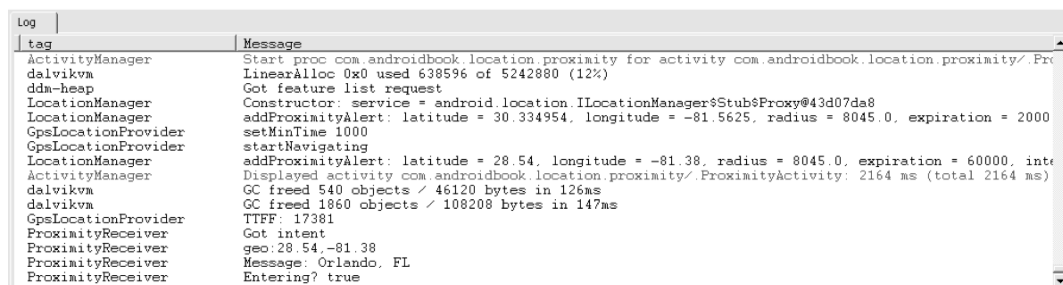 Log
tag Message
ActivityManager Start proc com.androidbook.location.proximity for activity com.androidbook.location.proximity/.Pro
dalvikvm LinearAlloc 0x0 used 638596 of 5242880 (12%)
ddm-heap Got feature list request
LocationManager Constructor: service = android.location.ILocationManager$Stub$Proxy@43d07da8
LocationManager addProximityAlert: latitude = 30.334954, longitude = -81.5625, radius = 8045.0, expiration = 2000
GpsLocationProvider setMinTime 1000
GpsLocationProvider startNavigating
LocationManager addProximityAlert: latitude = 28.54, longitude = -81.38, radius = 8045.0, expiration = 60000, inte
ActivityManager Displayed activity com.androidbook.location.proximity/.ProximityActivity: 2164 ms (total 2164 ms)
dalvikvm GC freed 540 objects / 46120 bytes in 126ms
dalvikvm GC freed 1860 objects / 108208 bytes in 147ms
GpsLocationProvider TTFF: 17381
ProximityReceiver Got intent
ProximityReceiver geo:28.54,-81.38
ProximityReceiver Message: Orlando, FL
ProximityReceiver Entering? true